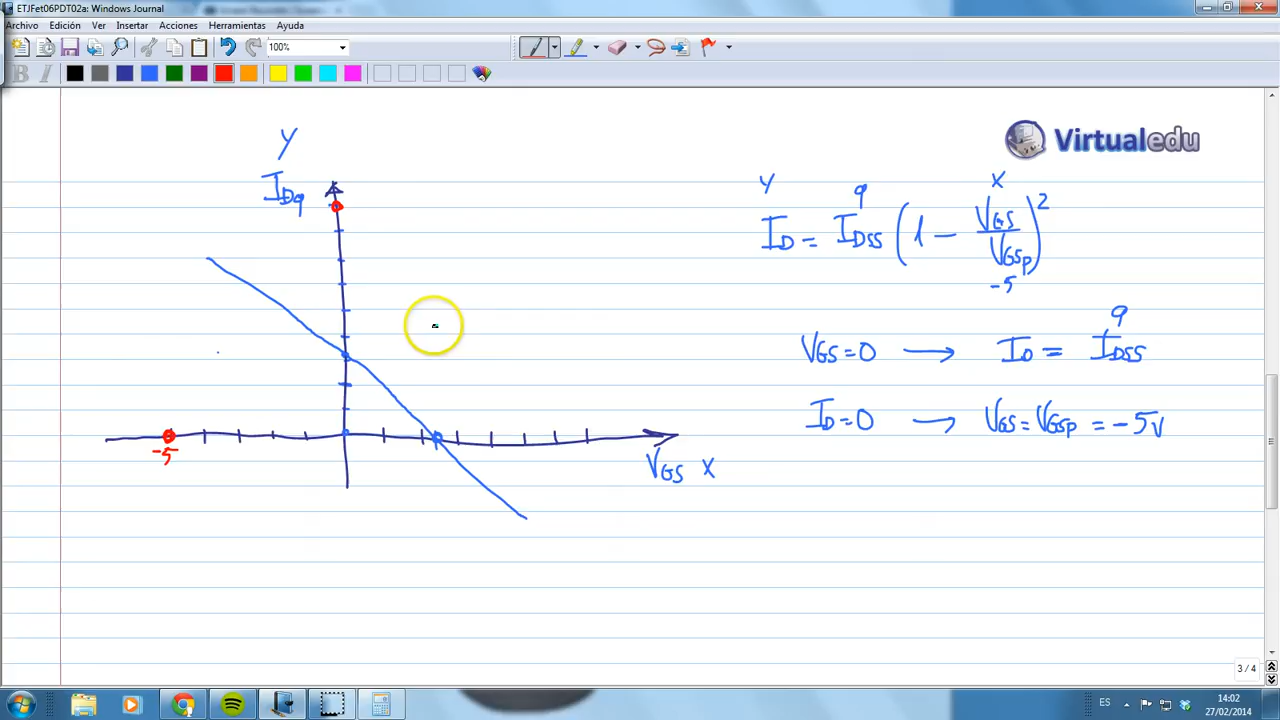 ETJFet06PDT02a - Windows Journal
Archivo Edición Ver Insertar Acciones Herramientas Ayuda
100%
B I
Virtualedu
Y
IDq
-5
VGS X
Y 9 X
ID = IDSS (1 - VGS/VGSp)²
-5
9
VGS=0 → ID = IDSS
ID=0 → VGS=VGSp = -5v
3 / 4
ES
14:02
27/02/2014